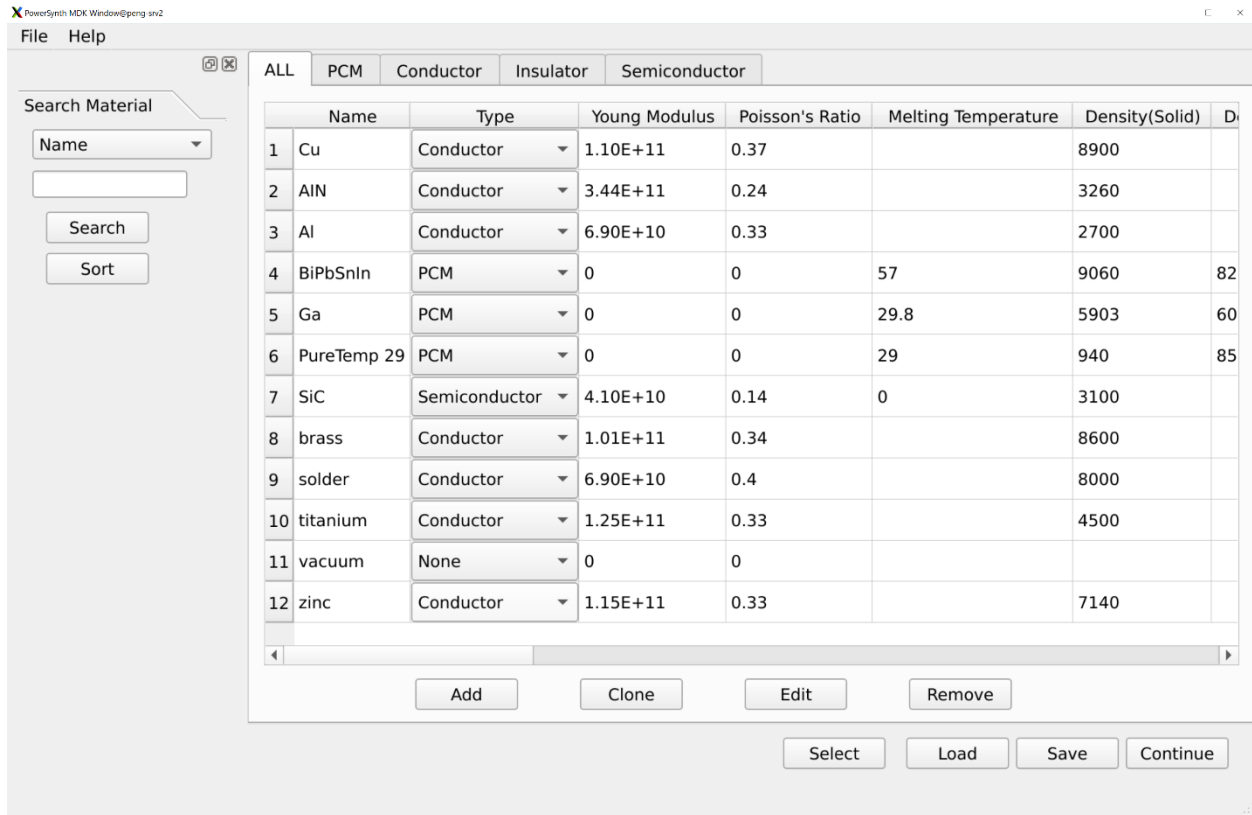 PowerSynth MDK Window@peng-srv2
File Help
Search Material
Name
Search
Sort
ALL PCM Conductor Insulator Semiconductor
Name Type Young Modulus Poisson's Ratio Melting Temperature Density(Solid)
1 Cu Conductor 1.10E+11 0.37 8900
2 AlN Conductor 3.44E+11 0.24 3260
3 Al Conductor 6.90E+10 0.33 2700
4 BiPbSnIn PCM 0 0 57 9060 82
5 Ga PCM 0 0 29.8 5903 60
6 PureTemp 29 PCM 0 0 29 940 85
7 SiC Semiconductor 4.10E+10 0.14 0 3100
8 brass Conductor 1.01E+11 0.34 8600
9 solder Conductor 6.90E+10 0.4 8000
10 titanium Conductor 1.25E+11 0.33 4500
11 vacuum None 0 0
12 zinc Conductor 1.15E+11 0.33 7140
Add Clone Edit Remove
Select Load Save Continue